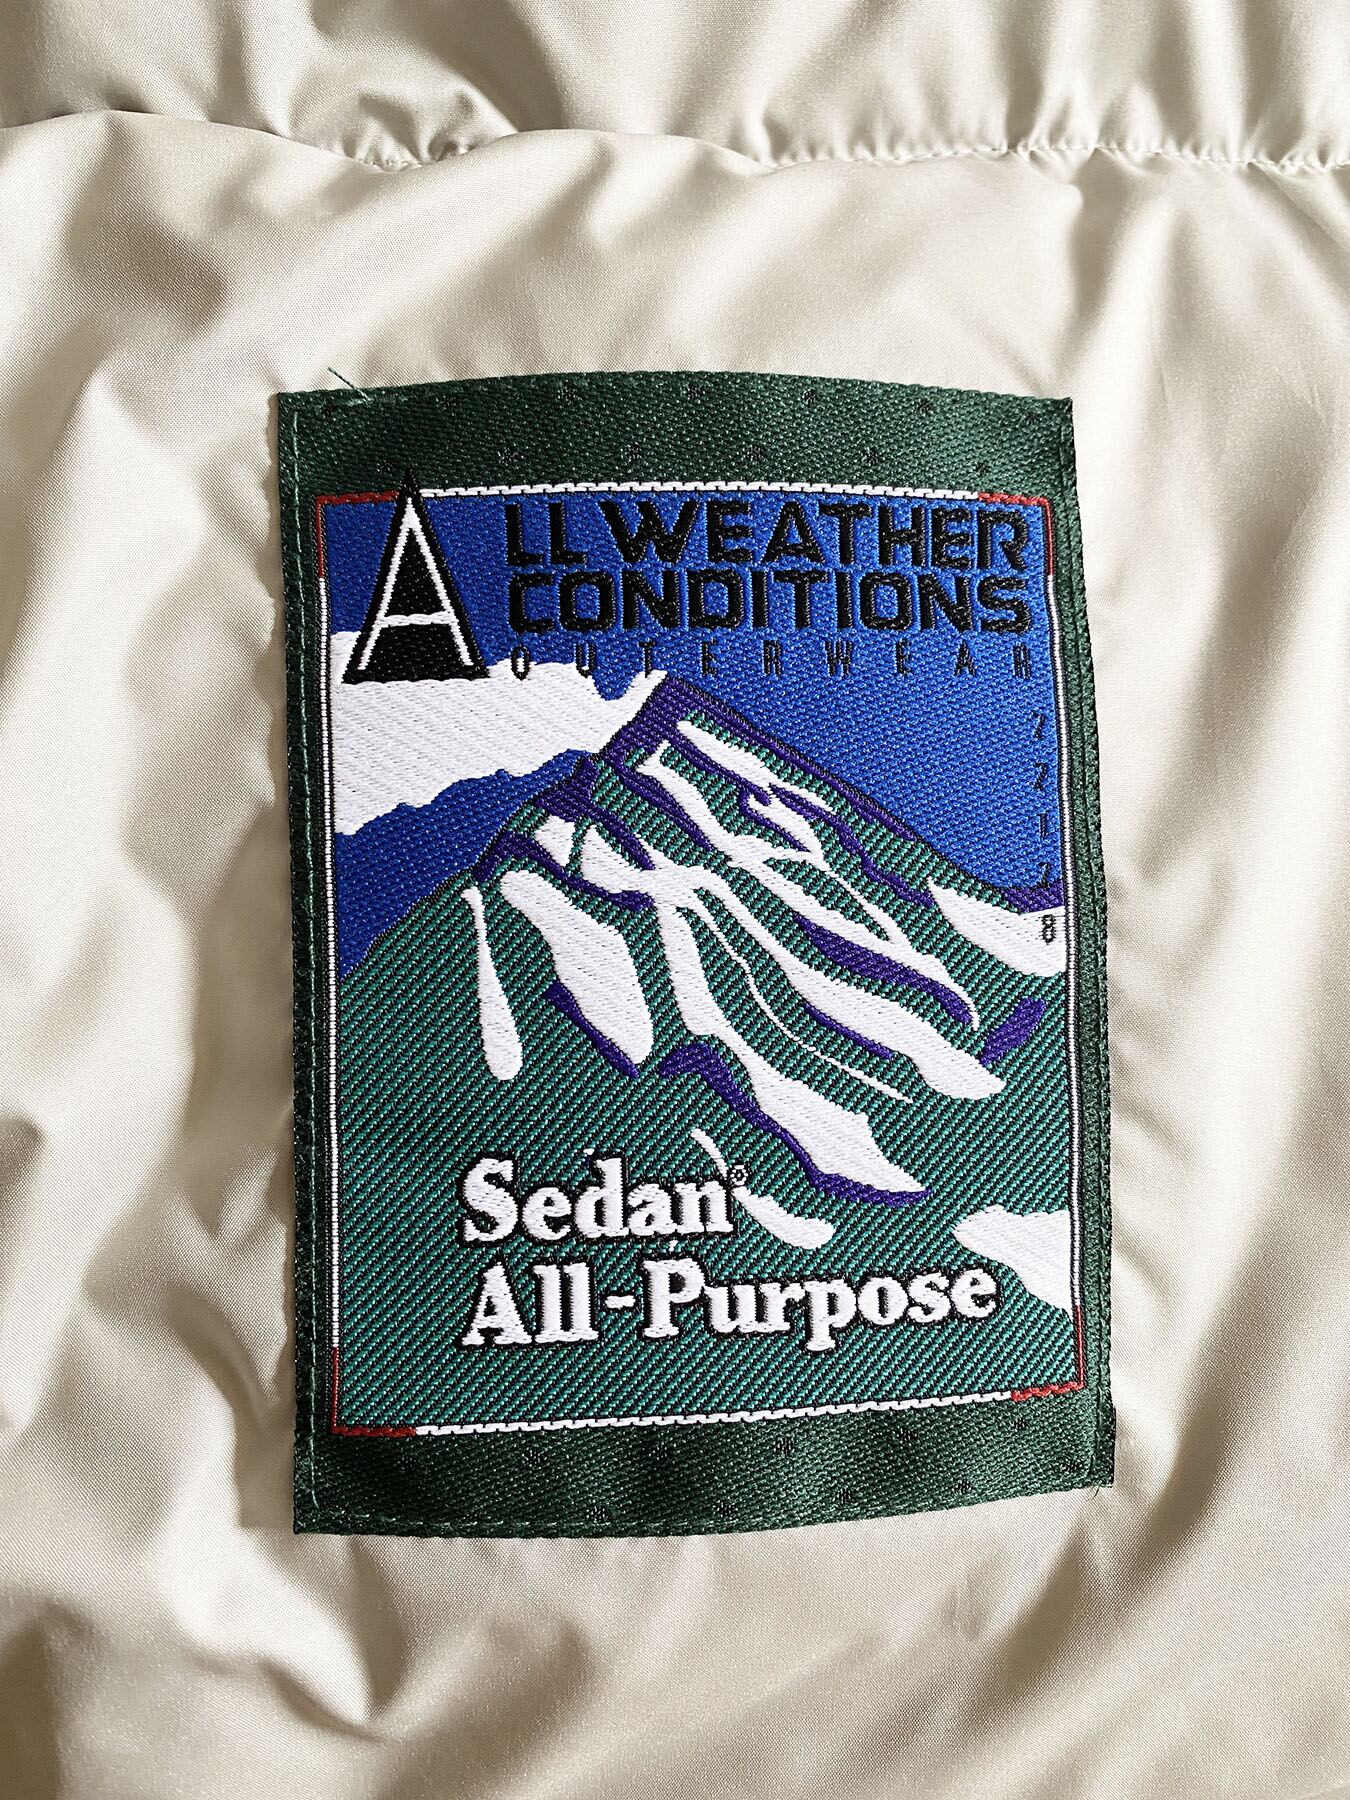 ALL WEATHER
CONDITIONS
OUTERWEAR
Sedan®
All-Purpose